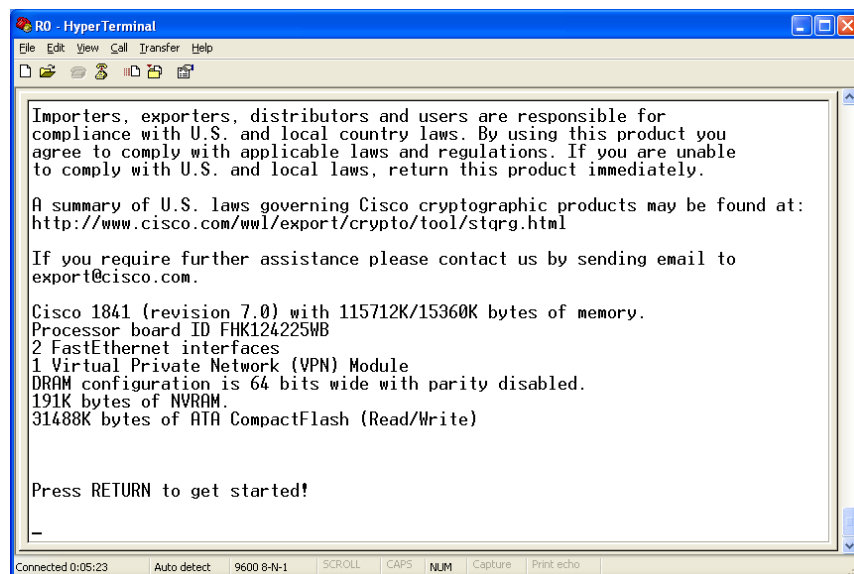 R0 - HyperTerminal
File Edit View Call Transfer Help
Importers, exporters, distributors and users are responsible for
compliance with U.S. and local country laws. By using this product you
agree to comply with applicable laws and regulations. If you are unable
to comply with U.S. and local laws, return this product immediately.
A summary of U.S. laws governing Cisco cryptographic products may be found at:
http://www.cisco.com/wwl/export/crypto/tool/stqrg.html
If you require further assistance please contact us by sending email to
export@cisco.com.
Cisco 1841 (revision 7.0) with 115712K/15360K bytes of memory.
Processor board ID FHK124225WB
2 FastEthernet interfaces
1 Virtual Private Network (VPN) Module
DRAM configuration is 64 bits wide with parity disabled.
191K bytes of NVRAM.
31488K bytes of ATA CompactFlash (Read/Write)
Press RETURN to get started!
Connected 0:05:23 Auto detect 9600 8-N-1 SCROLL CAPS NUM Capture Print echo